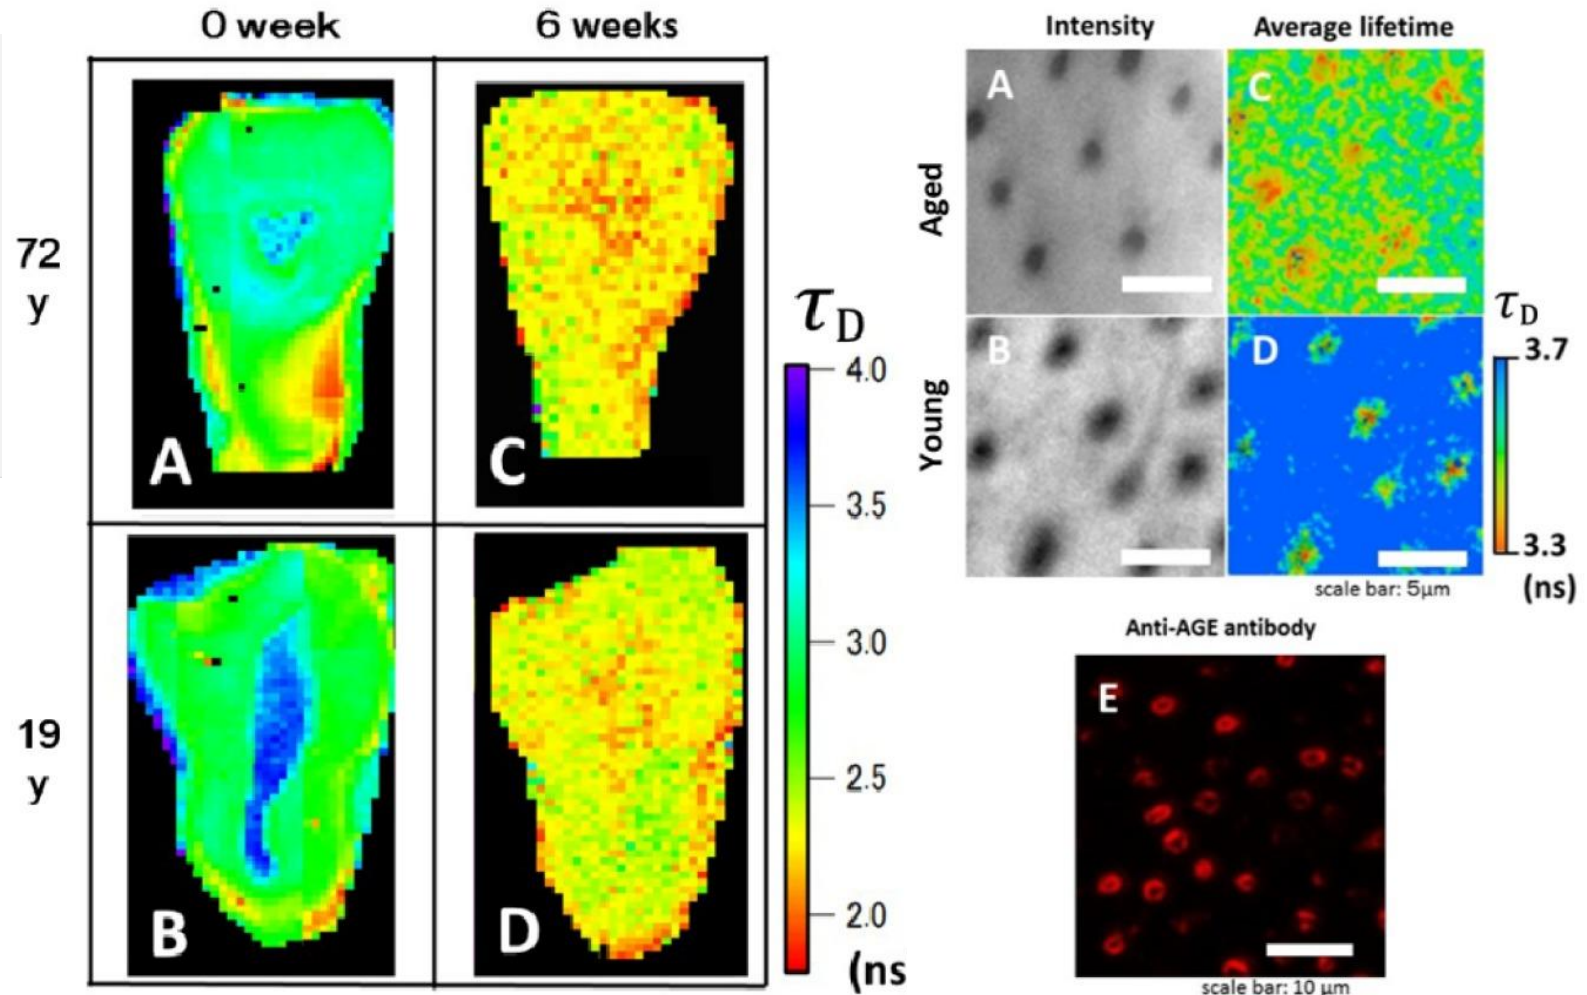 0 week
6 weeks
72
y
A
C
19
y
B
D
τD
4.0
3.5
3.0
2.5
2.0
(ns
Intensity
Average lifetime
Aged
A
C
Young
B
D
τD
3.7
3.3
(ns)
scale bar: 5μm
Anti-AGE antibody
E
scale bar: 10 μm